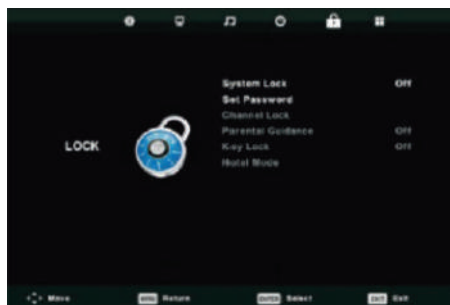 System Lock Off
Set Password
Channel Lock
Parental Guidance Off
LOCK
Key Lock Off
Hotel Mode
Move MENU Return ENTER Select EXIT Exit